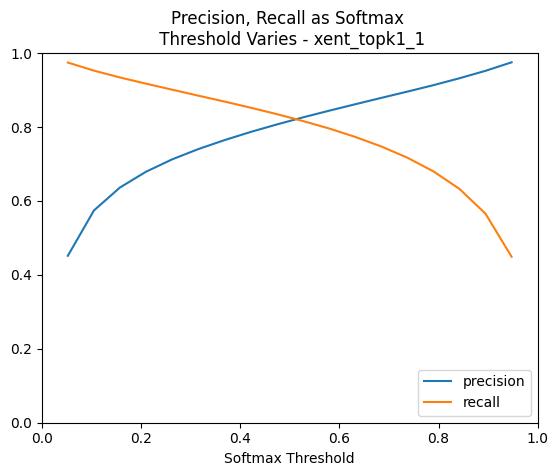 Precision, Recall as Softmax
Threshold Varies - xent_topk1_1
1.0
0.8
0.6
0.4
0.2
0.0
0.0 0.2 0.4 0.6 0.8 1.0
Softmax Threshold
precision
recall